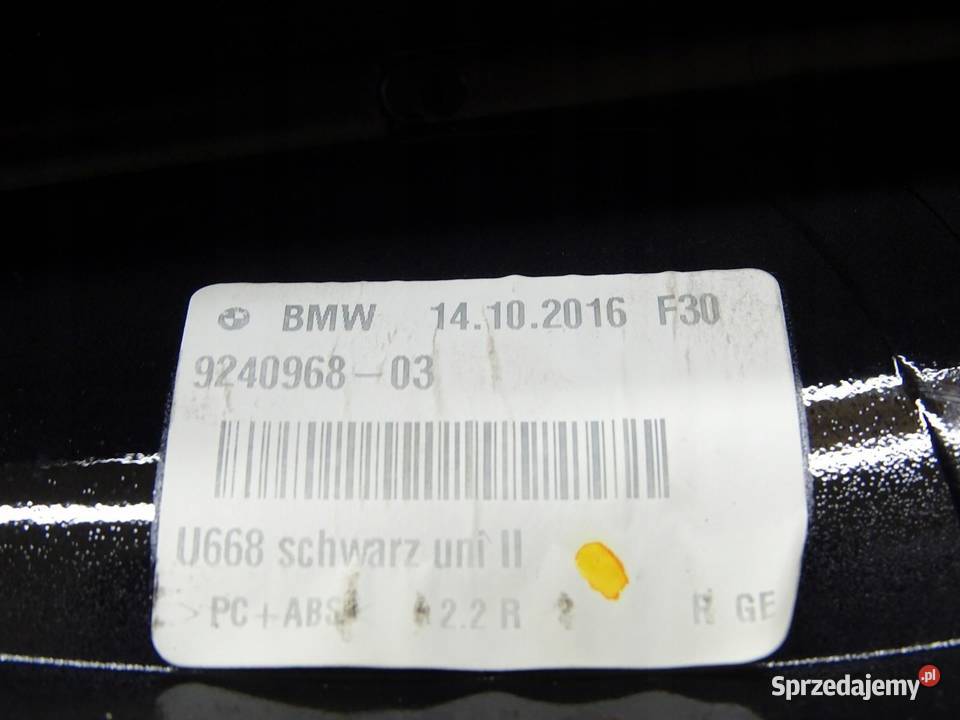 BMW 14.10.2016 F30
9240968-03
U668 schwarz uni II
>PC+ABS< 2.2 R GE
Sprzedajemy.pl